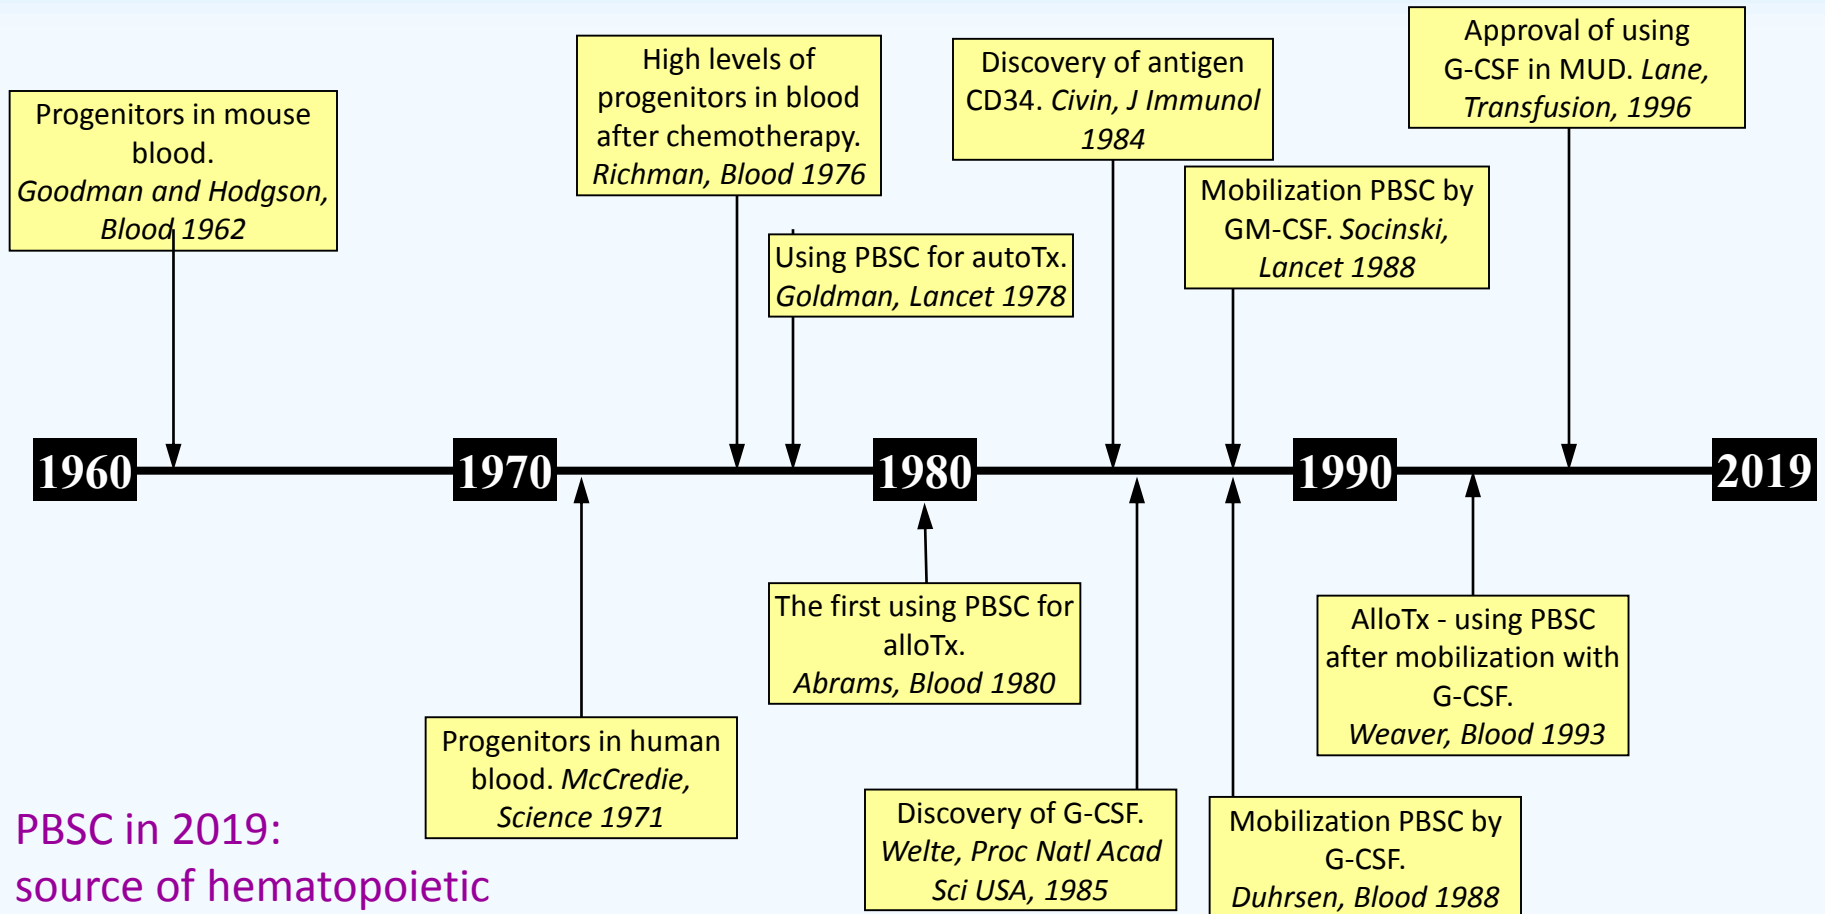 Progenitors in mouse
blood.
Goodman and Hodgson,
Blood 1962
High levels of
progenitors in blood
after chemotherapy.
Richman, Blood 1976
Using PBSC for autoTx.
Goldman, Lancet 1978
Discovery of antigen
CD34. Civin, J Immunol
1984
Mobilization PBSC by
GM-CSF. Socinski,
Lancet 1988
Approval of using
G-CSF in MUD. Lane,
Transfusion, 1996
1960
1970
1980
1990
2019
Progenitors in human
blood. McCredie,
Science 1971
The first using PBSC for
alloTx.
Abrams, Blood 1980
Discovery of G-CSF.
Welte, Proc Natl Acad
Sci USA, 1985
Mobilization PBSC by
G-CSF.
Duhrsen, Blood 1988
AlloTx - using PBSC
after mobilization with
G-CSF.
Weaver, Blood 1993
PBSC in 2019:
source of hematopoietic